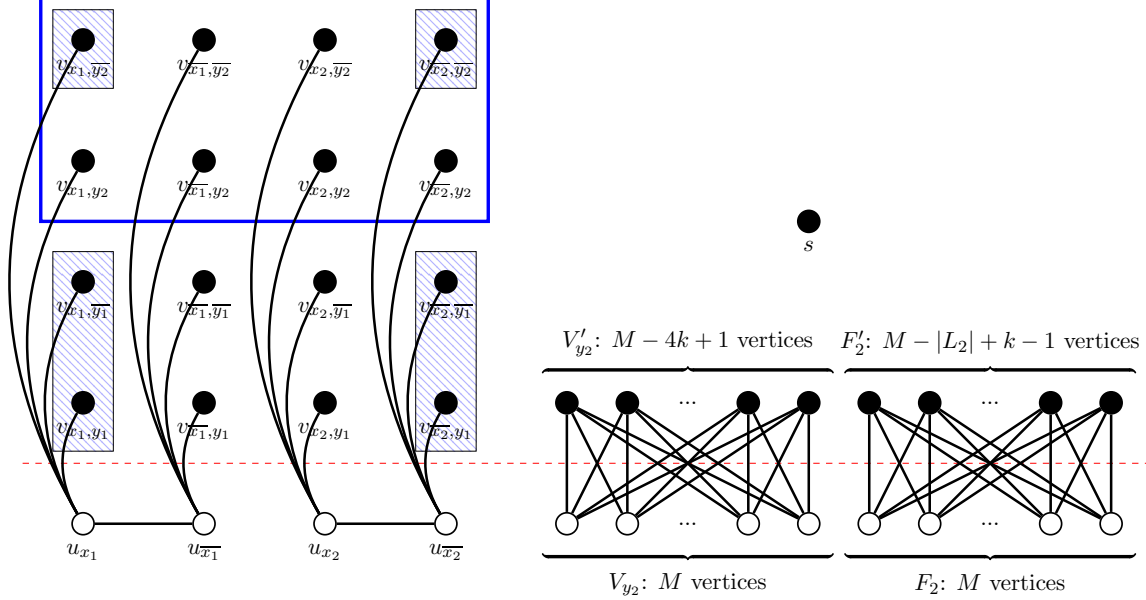 v_{x_1,\overline{y_2}} v_{\overline{x_1},\overline{y_2}} v_{x_2,\overline{y_2}} v_{\overline{x_2},\overline{y_2}}
v_{x_1,y_2} v_{\overline{x_1},y_2} v_{x_2,y_2} v_{\overline{x_2},y_2}
s
v_{x_1,\overline{y_1}} v_{\overline{x_1},\overline{y_1}} v_{x_2,\overline{y_1}} v_{\overline{x_2},\overline{y_1}}
V'_{y_2}: M − 4k + 1 vertices F'_2: M − |L_2| + k − 1 vertices
... ...
v_{x_1,y_1} v_{\overline{x_1},y_1} v_{x_2,y_1} v_{\overline{x_2},y_1}
... ...
u_{x_1} u_{\overline{x_1}} u_{x_2} u_{\overline{x_2}}
V_{y_2}: M vertices F_2: M vertices